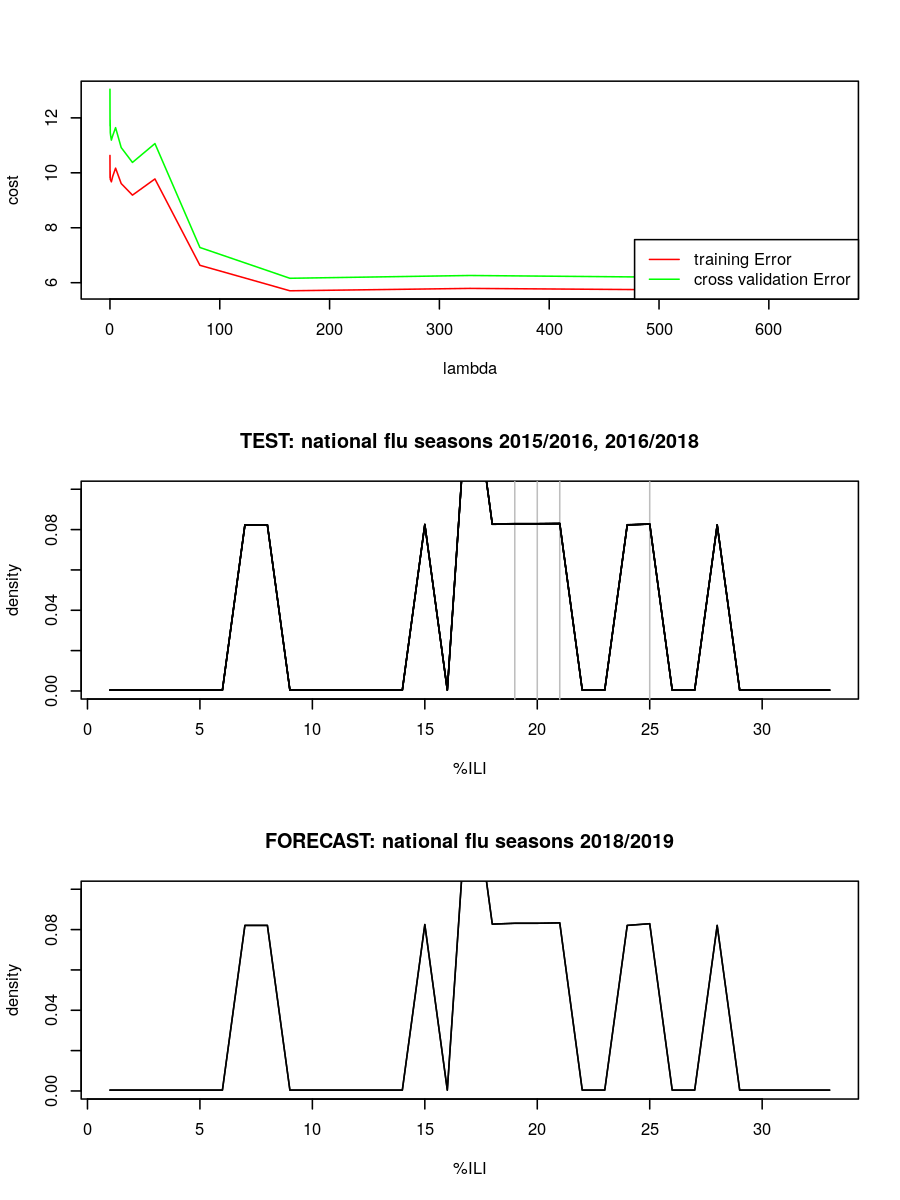 cost
12
10
8
6
training Error
cross validation Error
0 100 200 300 400 500 600
lambda
TEST: national flu seasons 2015/2016, 2016/2018
density
0.08
0.04
0.00
0 5 10 15 20 25 30
%ILI
FORECAST: national flu seasons 2018/2019
density
0.08
0.04
0.00
0 5 10 15 20 25 30
%ILI